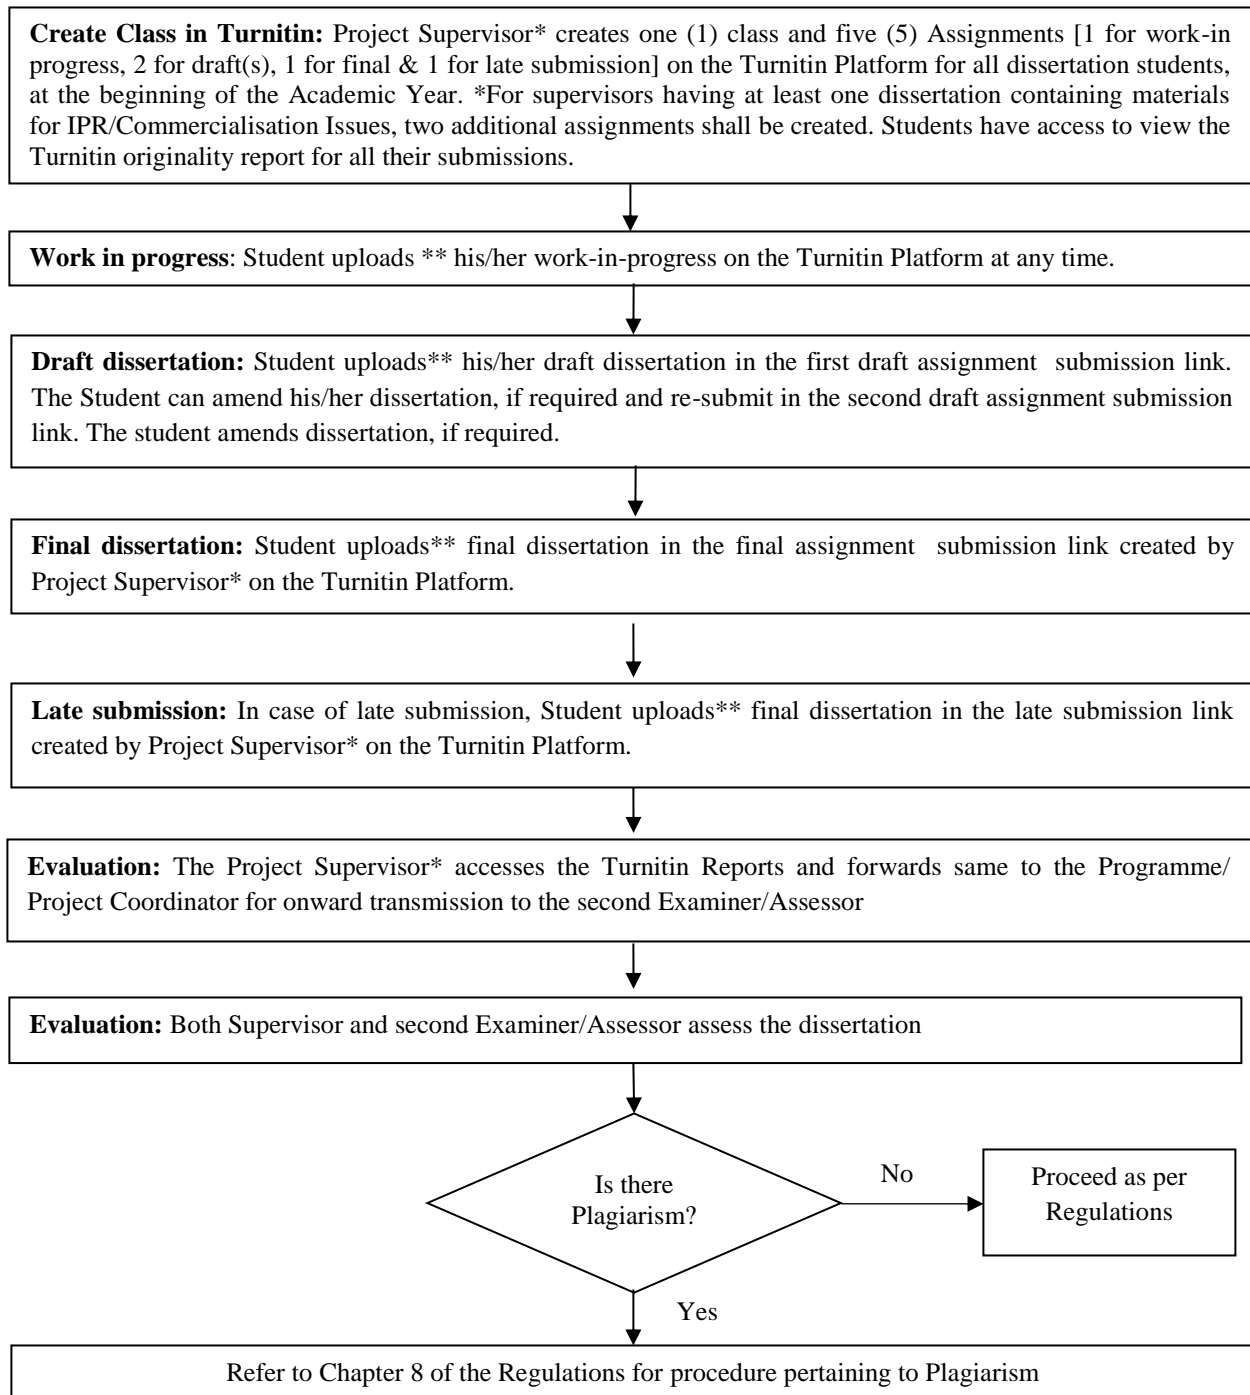 Create Class in Turnitin: Project Supervisor* creates one (1) class and five (5) Assignments [1 for work-in
progress, 2 for draft(s), 1 for final & 1 for late submission] on the Turnitin Platform for all dissertation students,
at the beginning of the Academic Year. *For supervisors having at least one dissertation containing materials
for IPR/Commercialisation Issues, two additional assignments shall be created. Students have access to view the
Turnitin originality report for all their submissions.
Work in progress: Student uploads ** his/her work-in-progress on the Turnitin Platform at any time.
Draft dissertation: Student uploads** his/her draft dissertation in the first draft assignment submission link.
The Student can amend his/her dissertation, if required and re-submit in the second draft assignment submission
link. The student amends dissertation, if required.
Final dissertation: Student uploads** final dissertation in the final assignment submission link created by
Project Supervisor* on the Turnitin Platform.
Late submission: In case of late submission, Student uploads** final dissertation in the late submission link
created by Project Supervisor* on the Turnitin Platform.
Evaluation: The Project Supervisor* accesses the Turnitin Reports and forwards same to the Programme/
Project Coordinator for onward transmission to the second Examiner/Assessor
Evaluation: Both Supervisor and second Examiner/Assessor assess the dissertation
Is there
Plagiarism?
No
Proceed as per
Regulations
Yes
Refer to Chapter 8 of the Regulations for procedure pertaining to Plagiarism